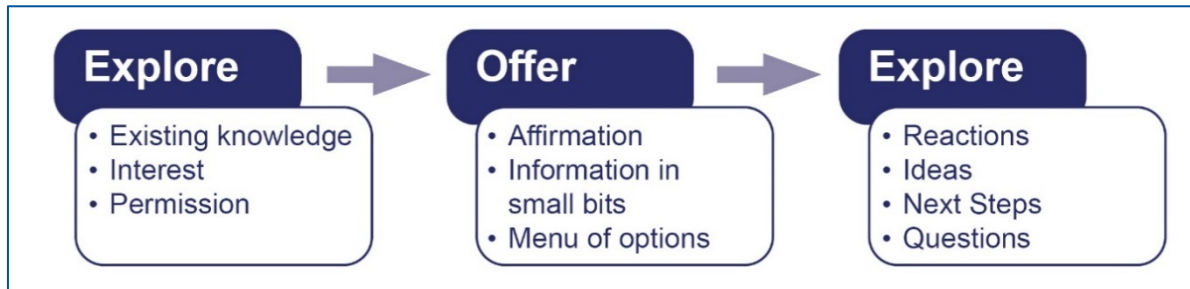 Explore
• Existing knowledge
• Interest
• Permission
Offer
• Affirmation
• Information in
small bits
• Menu of options
Explore
• Reactions
• Ideas
• Next Steps
• Questions